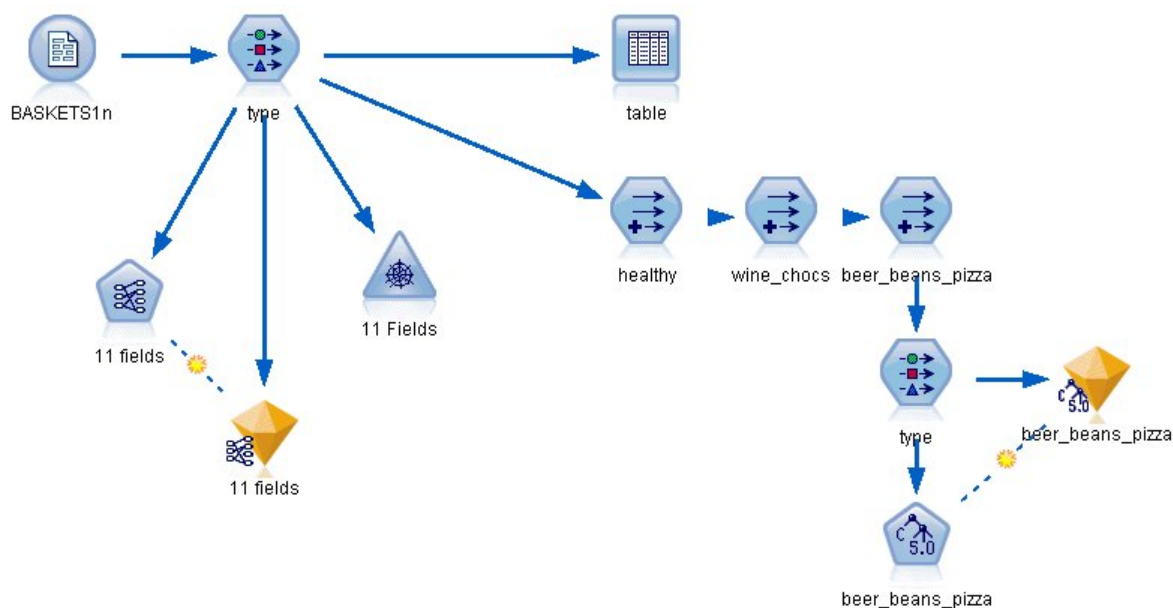 BASKETS1n
type
table
healthy
wine_chocs
beer_beans_pizza
11 fields
11 Fields
11 fields
type
C 5.0
beer_beans_pizza
C 5.0
beer_beans_pizza